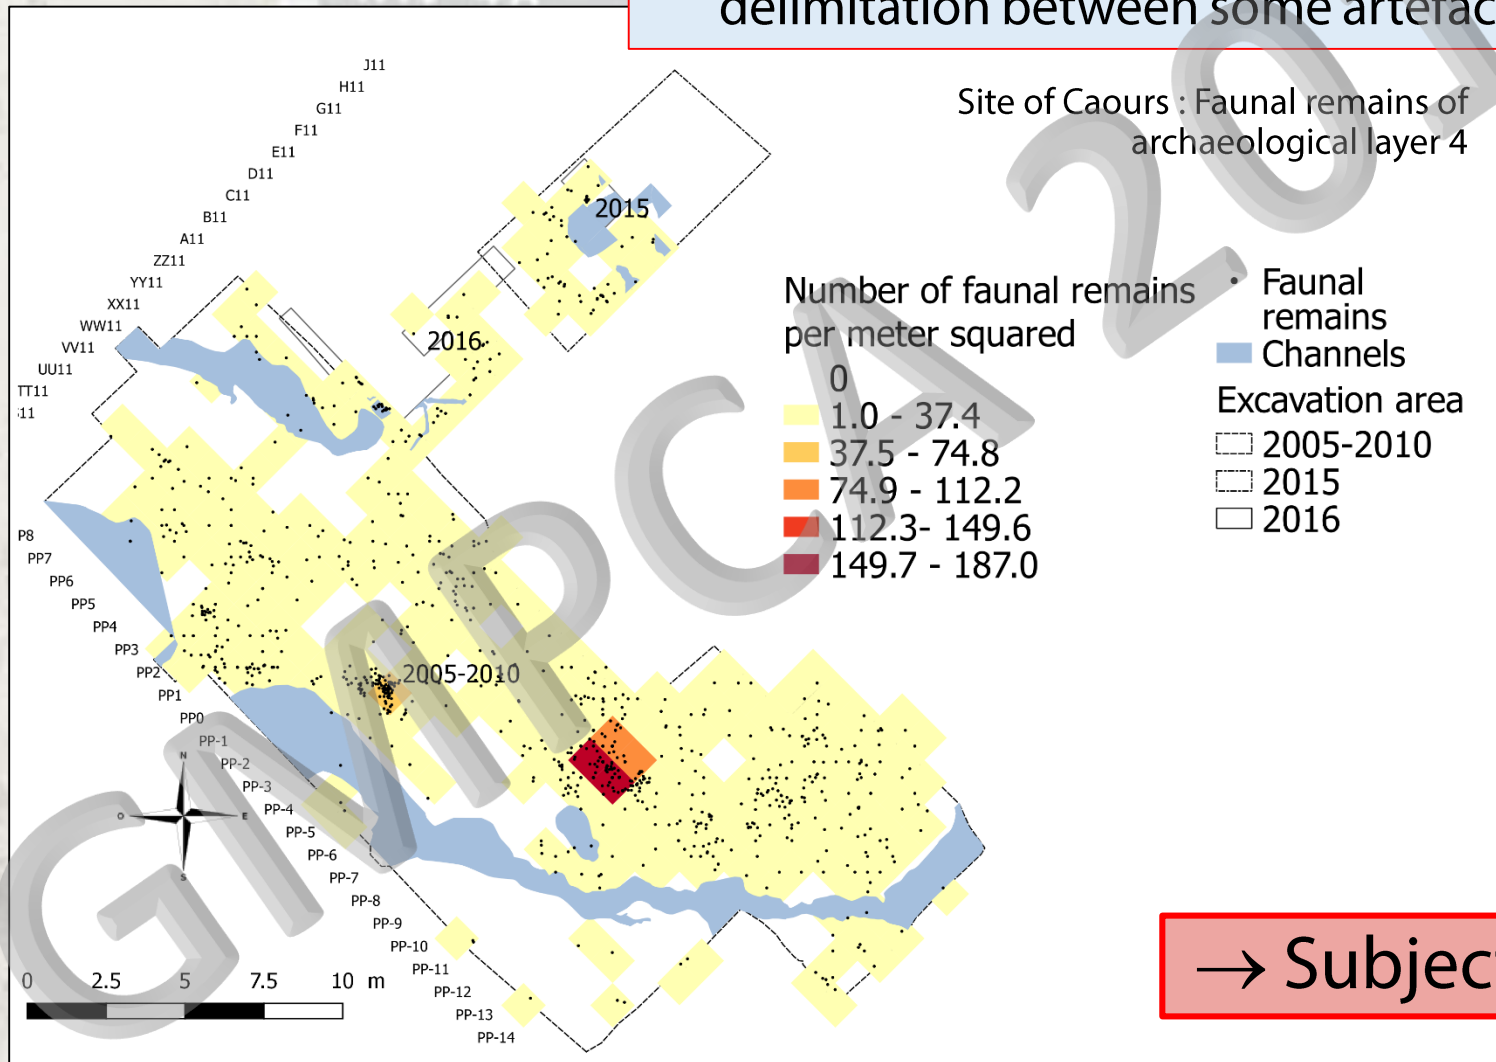 delimitation between some artefac
Site of Caours : Faunal remains of
archaeological layer 4
J11
H11
G11
F11
E11
D11
C11
B11
A11
ZZ11
YY11
XX11
WW11
VV11
UU11
TT11
11
2015
2016
2005-2010
Number of faunal remains
per meter squared
0
1.0 - 37.4
37.5 - 74.8
74.9 - 112.2
112.3- 149.6
149.7 - 187.0
Faunal
remains
Channels
Excavation area
2005-2010
2015
2016
P8
PP7
PP6
PP5
PP4
PP3
PP2
PP1
PP0
PP-1
PP-2
PP-3
PP-4
PP-5
PP-6
PP-7
PP-8
PP-9
PP-10
PP-11
PP-12
PP-13
PP-14
N
O E
S
0 2.5 5 7.5 10 m
→ Subject
GMPCA 201